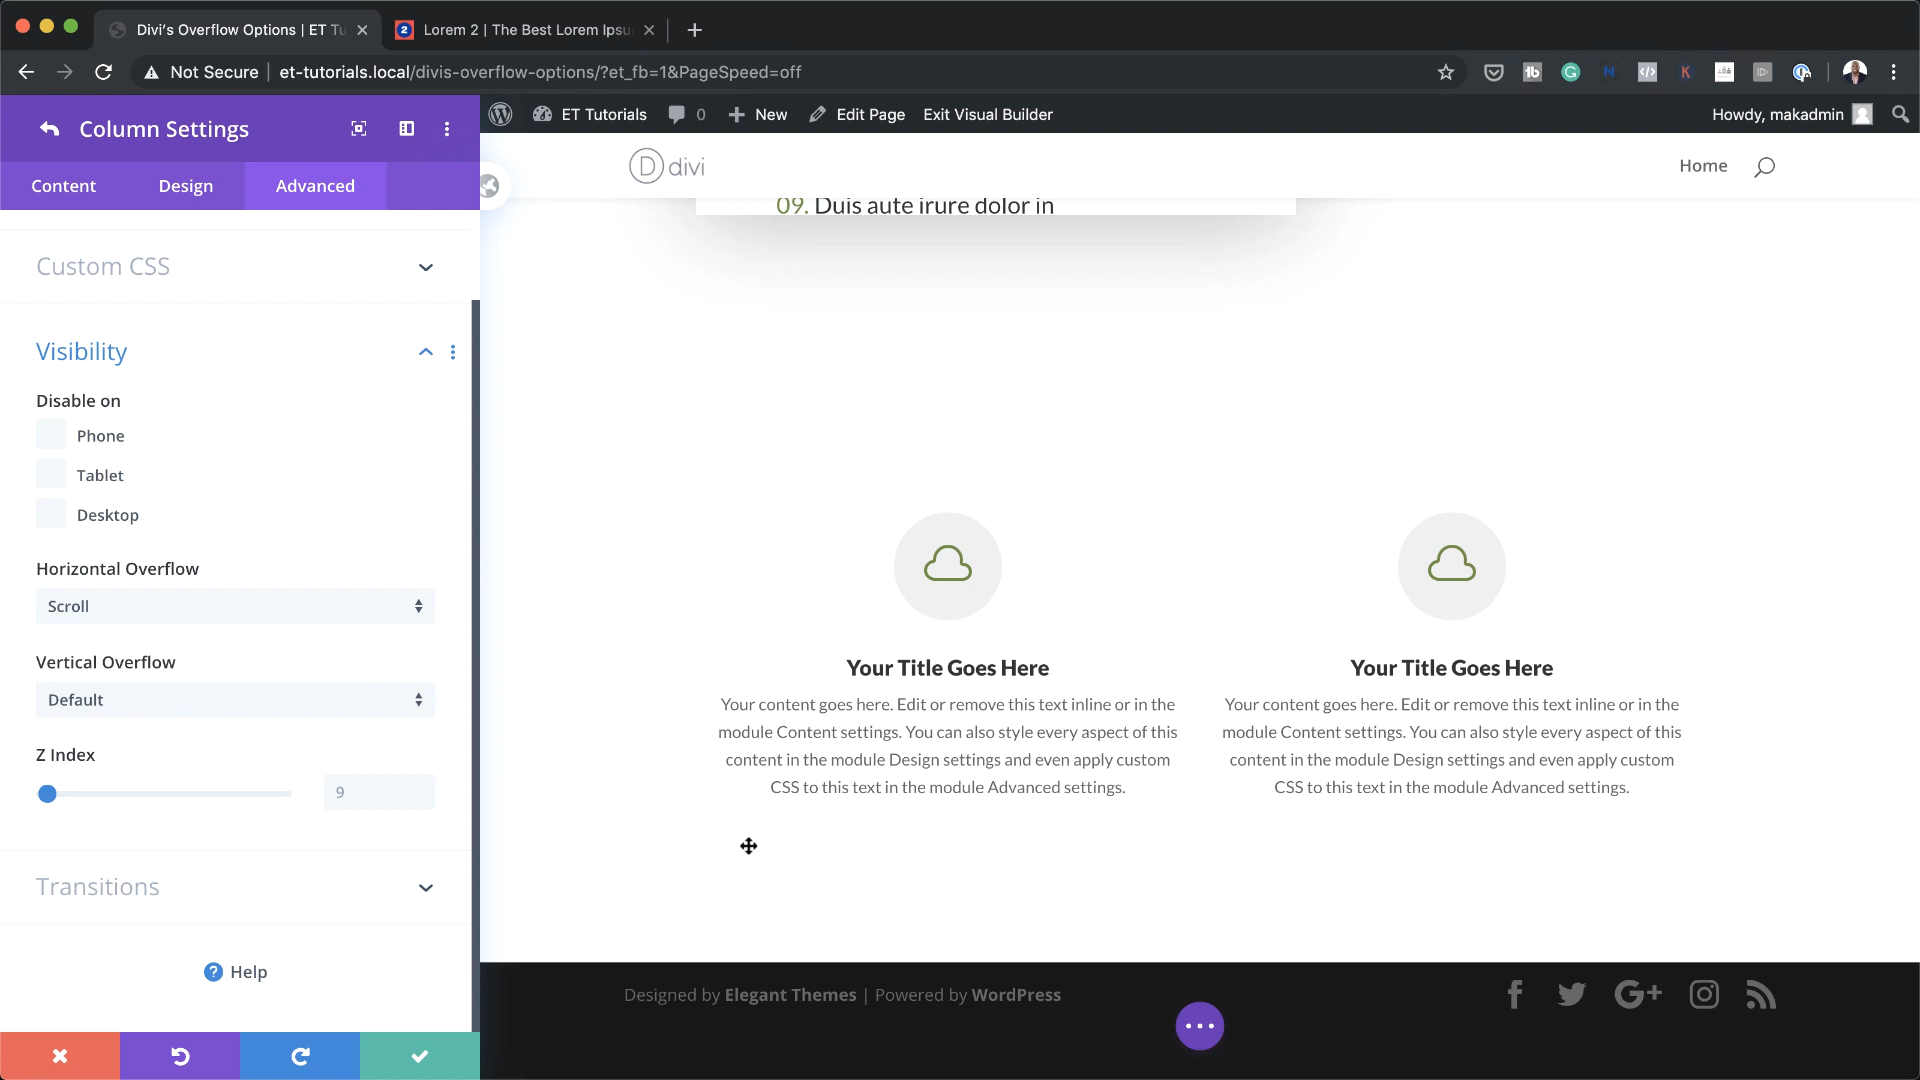 Divi's Overflow Options | ET Tu
2 Lorem 2 | The Best Lorem Ipsu
Not Secure | et-tutorials.local/divis-overflow-options/?et_fb=1&PageSpeed=off
ET Tutorials 0 New Edit Page Exit Visual Builder Howdy, makadmin
Column Settings
Content Design Advanced
Custom CSS
Visibility
Disable on
Phone
Tablet
Desktop
Horizontal Overflow
Scroll
Vertical Overflow
Default
Z Index
9
Transitions
? Help
D divi
Home
09. Duis aute irure dolor in
Your Title Goes Here
Your content goes here. Edit or remove this text inline or in the
module Content settings. You can also style every aspect of this
content in the module Design settings and even apply custom
CSS to this text in the module Advanced settings.
Your Title Goes Here
Your content goes here. Edit or remove this text inline or in the
module Content settings. You can also style every aspect of this
content in the module Design settings and even apply custom
CSS to this text in the module Advanced settings.
Designed by Elegant Themes | Powered by WordPress